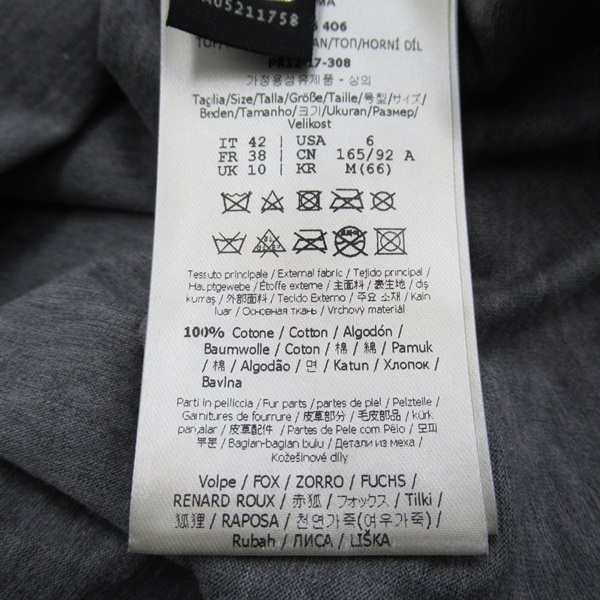 A05211758
MA
406
/HORNÍ DÍL
PR12-17-308
가정용섬유제품 - 상의
Taglia/Size/Talla/Größe/Taille/号型/サイズ/
Beden/Tamanho/크기/Ukuran/Размер/
Velikost
IT 42 | USA 6
FR 38 | CN 165/92 A
UK 10 | KR M(66)
Tessuto principale / External fabric / Tejido principal /
Hauptgewebe / Étoffe externe / 主面料 / 表生地 / dış
kumaş / 外部面料 / Tecido Externo / 주요 소재 / Kain
luar / Основная ткань / Vrchový materiál
100% Cotone / Cotton / Algodón /
Baumwolle / Coton / 棉 / 綿 / Pamuk
/ 棉 / Algodão / 면 / Katun / Хлопок /
Bavlna
Parti in pelliccia / Fur parts / partes de piel / Pelzteile /
Garnitures de fourrure / 皮草部分 / 毛皮部品 / kürk
parçalar / 皮草配件 / Partes de Pele com Pêlo / 모피
부분 / Bagian-bagian bulu / Детали из меха /
Kožešinové díly
Volpe / FOX / ZORRO / FUCHS /
RENARD ROUX / 赤狐 / フォックス / Tilki /
狐狸 / RAPOSA / 천연가죽(여우가죽)
Rubah / ЛИСА / LIŠKA